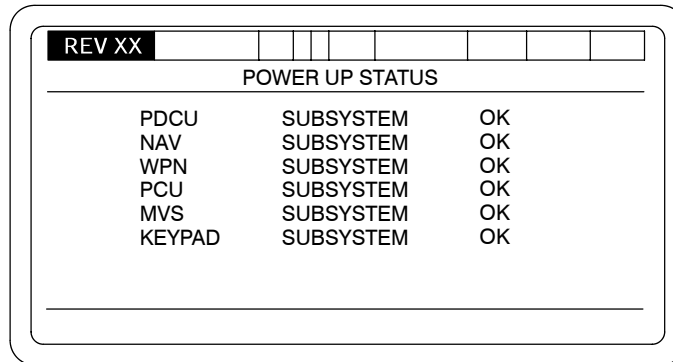 REV XX
POWER UP STATUS
PDCU SUBSYSTEM OK
NAV SUBSYSTEM OK
WPN SUBSYSTEM OK
PCU SUBSYSTEM OK
MVS SUBSYSTEM OK
KEYPAD SUBSYSTEM OK